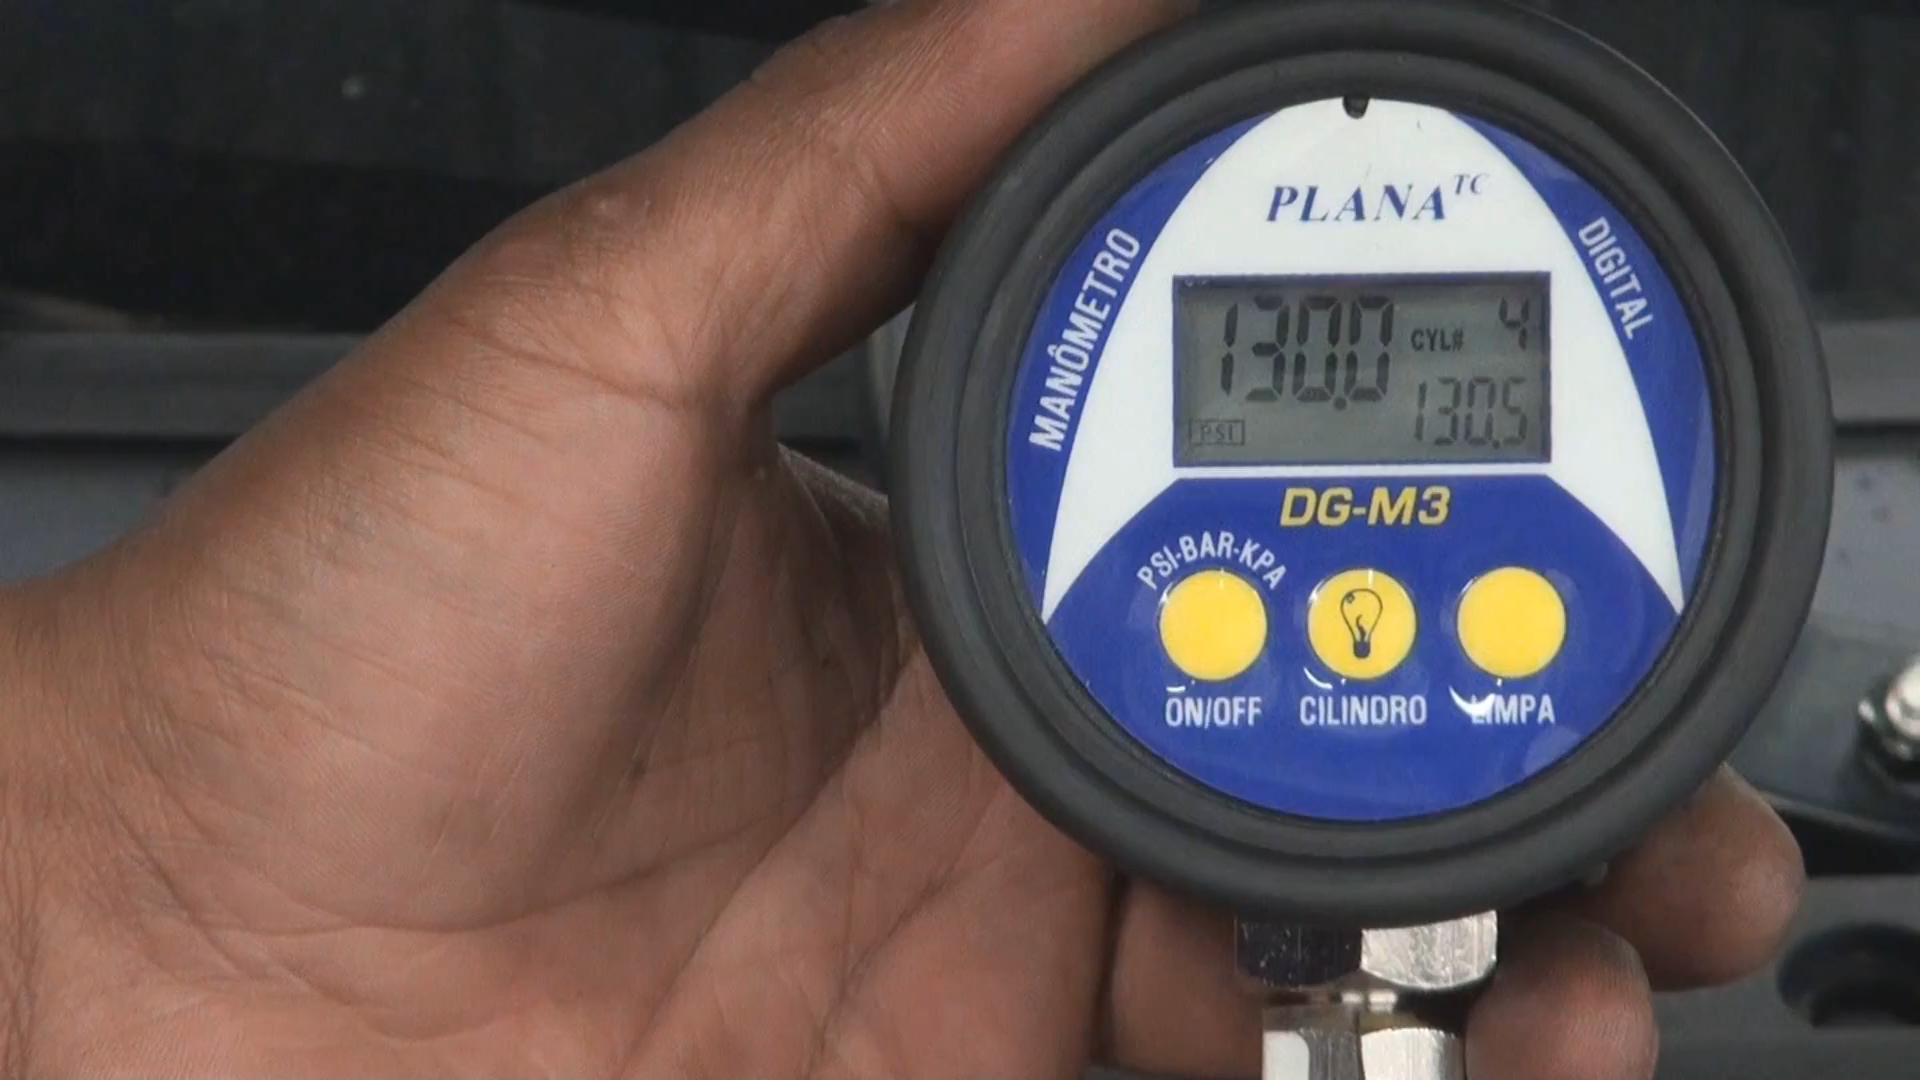 PLANA TC
MANÔMETRO
DIGITAL
130.0 CYL# 4
PSI 130.5
DG-M3
PSI-BAR-KPA
ON/OFF CILINDRO LIMPA